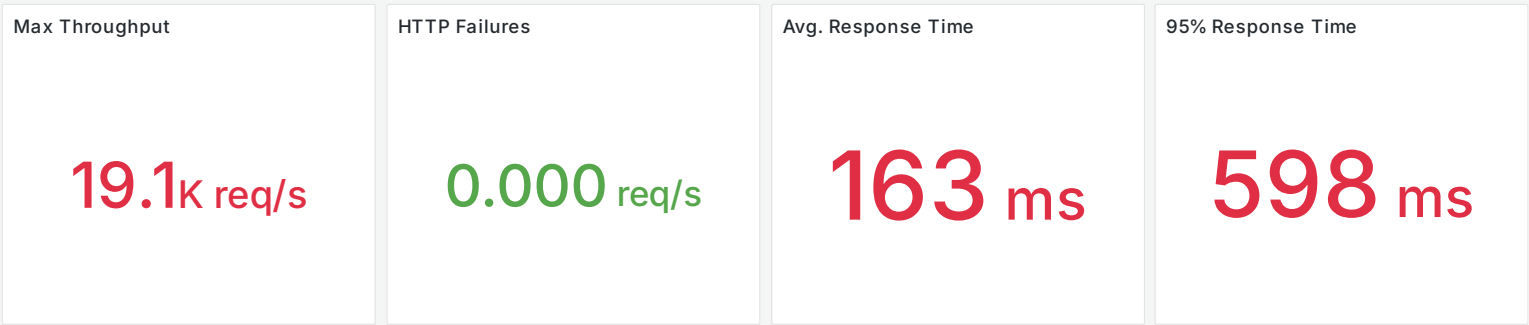 Max Throughput
19.1K req/s
HTTP Failures
0.000 req/s
Avg. Response Time
163 ms
95% Response Time
598 ms